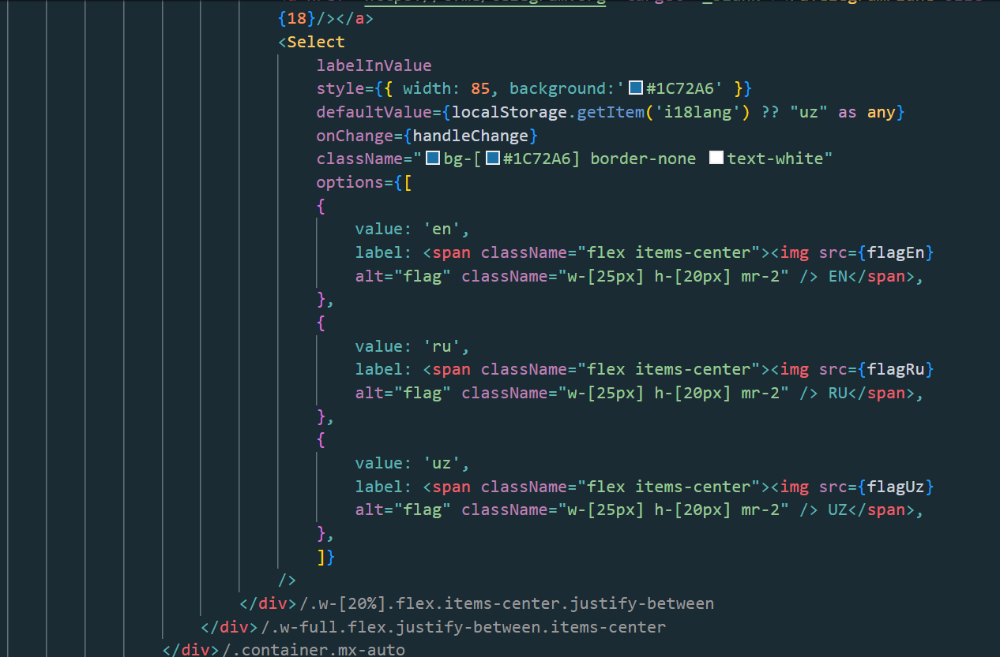 {18}/></a>
<Select
labelInValue
style={{ width: 85, background:'#1C72A6' }}
defaultValue={localStorage.getItem('i18lang') ?? "uz" as any}
onChange={handleChange}
className="bg-[#1C72A6] border-none text-white"
options={[
{
value: 'en',
label: <span className="flex items-center"><img src={flagEn}
alt="flag" className="w-[25px] h-[20px] mr-2" /> EN</span>,
},
{
value: 'ru',
label: <span className="flex items-center"><img src={flagRu}
alt="flag" className="w-[25px] h-[20px] mr-2" /> RU</span>,
},
{
value: 'uz',
label: <span className="flex items-center"><img src={flagUz}
alt="flag" className="w-[25px] h-[20px] mr-2" /> UZ</span>,
},
]}
/>
</div>/.w-[20%].flex.items-center.justify-between
</div>/.w-full.flex.justify-between.items-center
</div>/.container.mx-auto